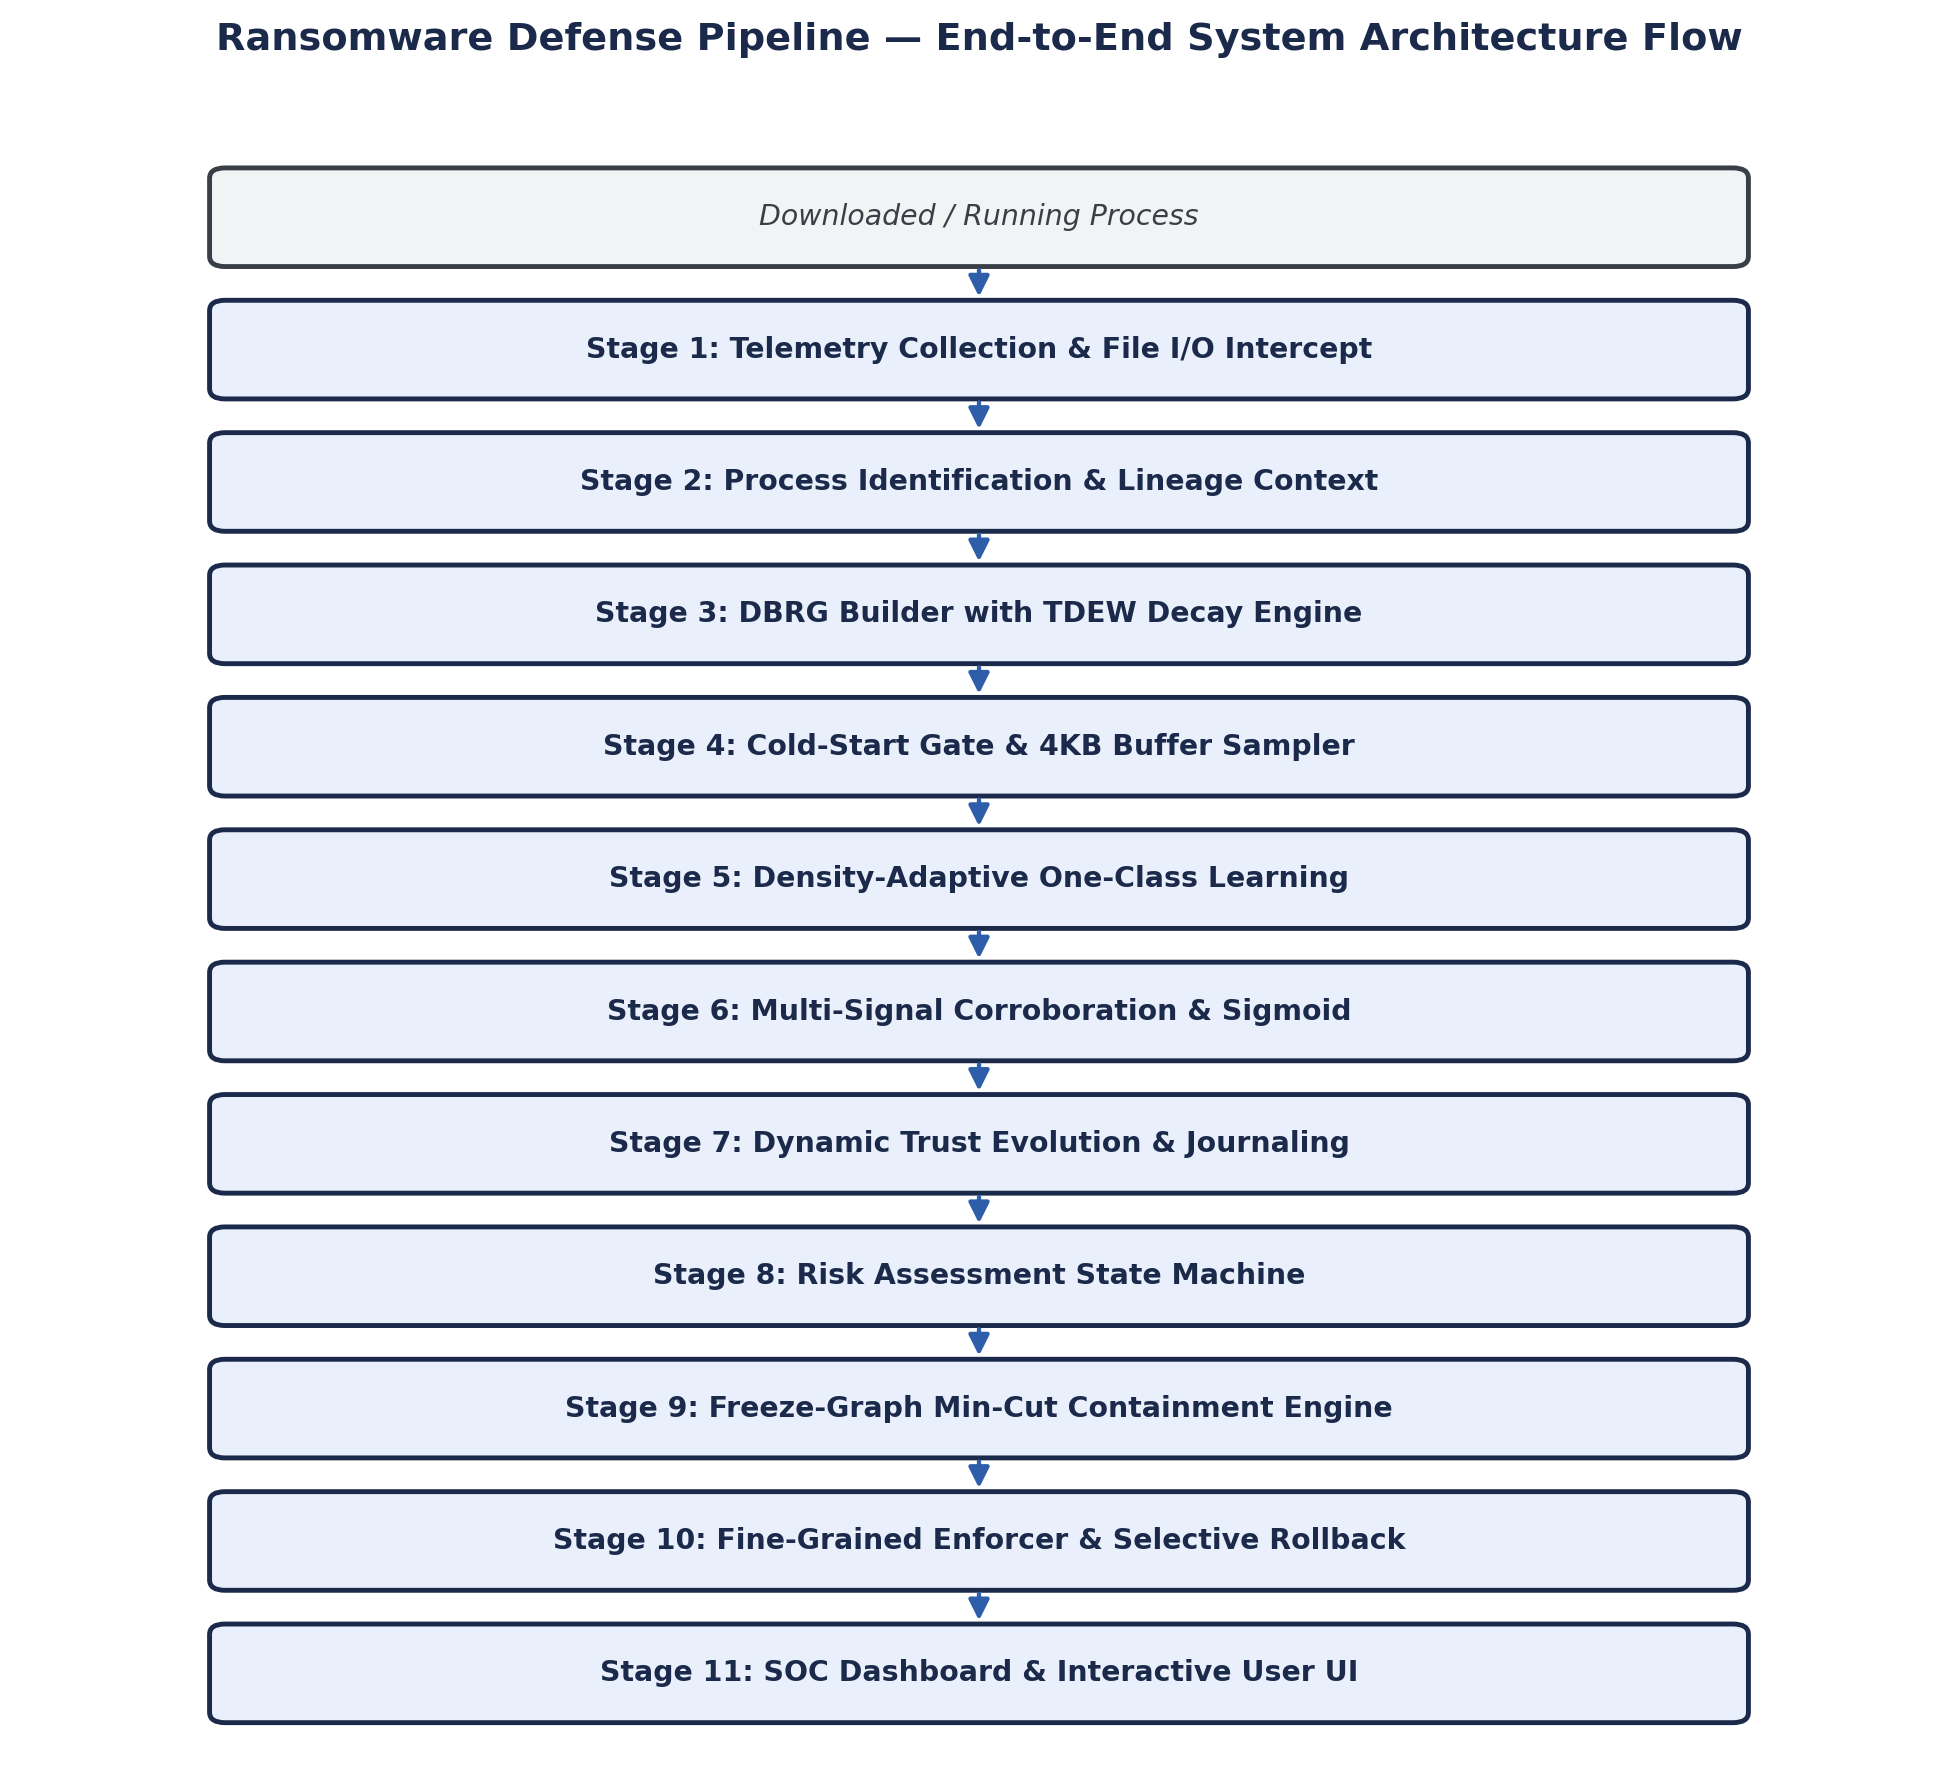 Ransomware Defense Pipeline — End-to-End System Architecture Flow
Downloaded / Running Process
Stage 1: Telemetry Collection & File I/O Intercept
Stage 2: Process Identification & Lineage Context
Stage 3: DBRG Builder with TDEW Decay Engine
Stage 4: Cold-Start Gate & 4KB Buffer Sampler
Stage 5: Density-Adaptive One-Class Learning
Stage 6: Multi-Signal Corroboration & Sigmoid
Stage 7: Dynamic Trust Evolution & Journaling
Stage 8: Risk Assessment State Machine
Stage 9: Freeze-Graph Min-Cut Containment Engine
Stage 10: Fine-Grained Enforcer & Selective Rollback
Stage 11: SOC Dashboard & Interactive User UI